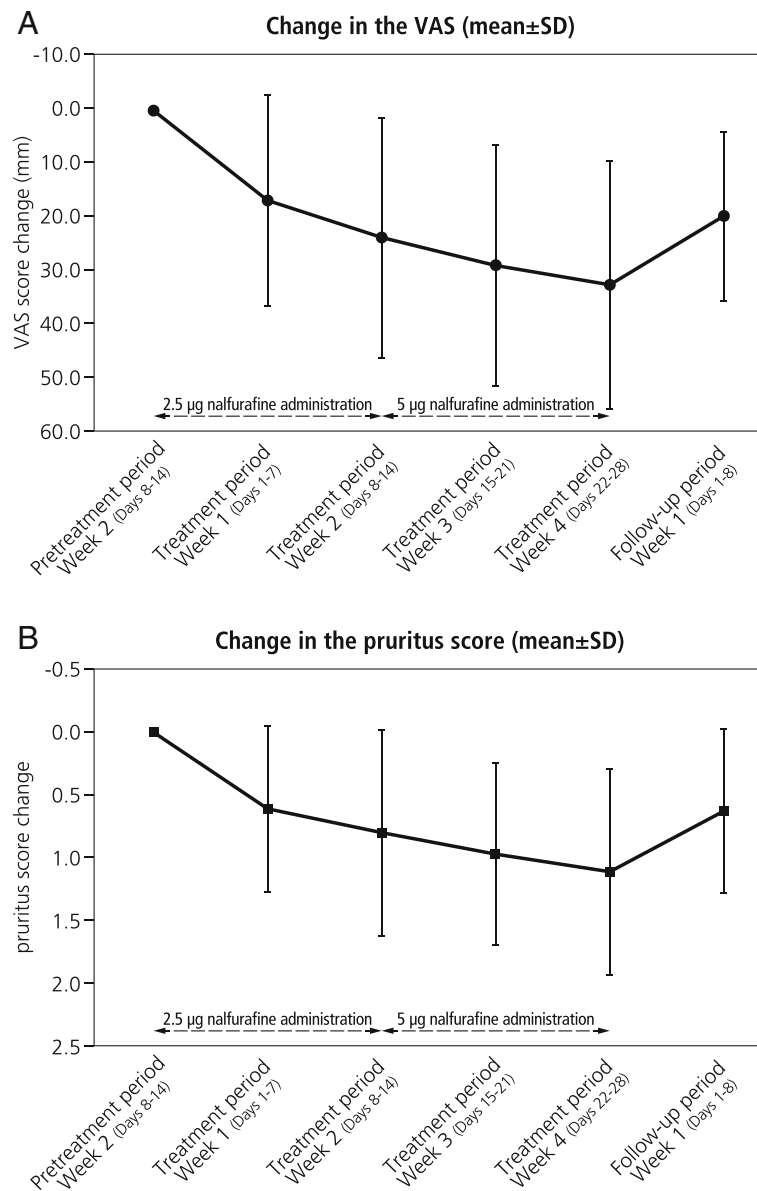 A
Change in the VAS (mean±SD)
-10.0
0.0
10.0
20.0
30.0
40.0
50.0
60.0
VAS score change (mm)
2.5 µg nalfurafine administration
5 µg nalfurafine administration
Pretreatment period
Week 2 (Days 8-14)
Treatment period
Week 1 (Days 1-7)
Treatment period
Week 2 (Days 8-14)
Treatment period
Week 3 (Days 15-21)
Treatment period
Week 4 (Days 22-28)
Follow-up period
Week 1 (Days 1-8)
B
Change in the pruritus score (mean±SD)
-0.5
0.0
0.5
1.0
1.5
2.0
2.5
pruritus score change
2.5 µg nalfurafine administration
5 µg nalfurafine administration
Pretreatment period
Week 2 (Days 8-14)
Treatment period
Week 1 (Days 1-7)
Treatment period
Week 2 (Days 8-14)
Treatment period
Week 3 (Days 15-21)
Treatment period
Week 4 (Days 22-28)
Follow-up period
Week 1 (Days 1-8)